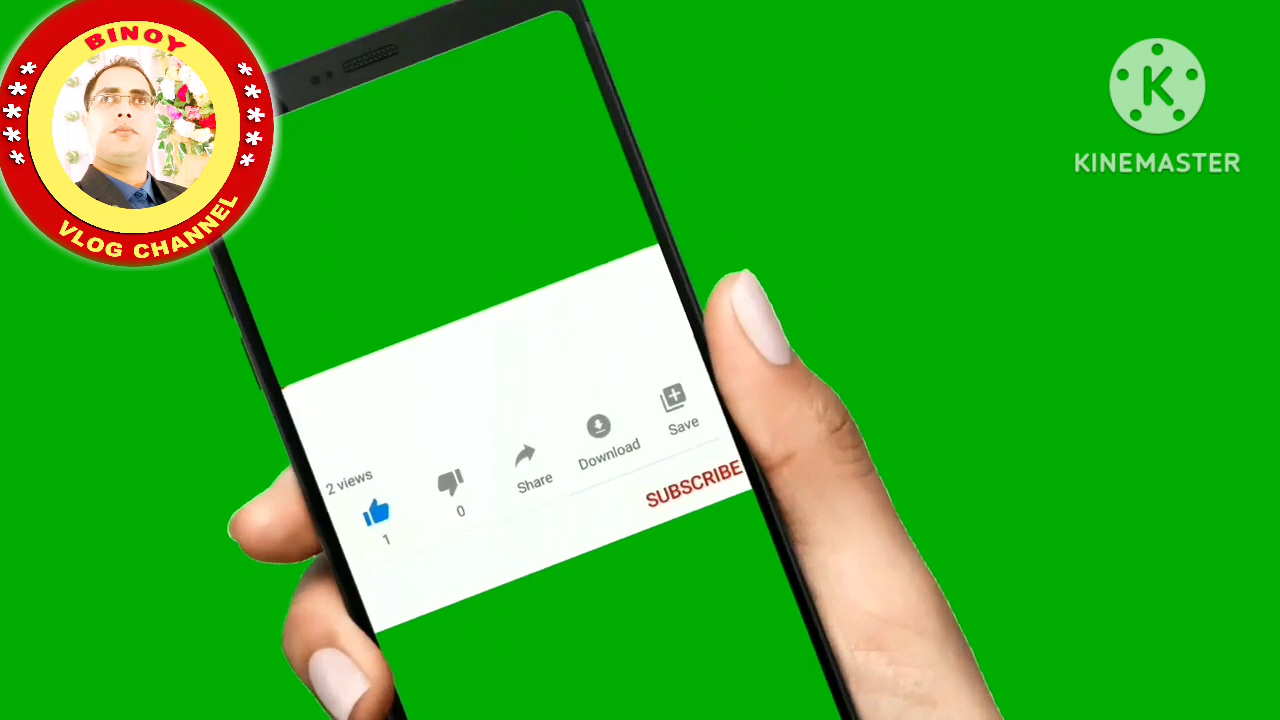 BINOY
VLOG CHANNEL
K
KINEMASTER
2 views
1
0
Share
Download
Save
SUBSCRIBE